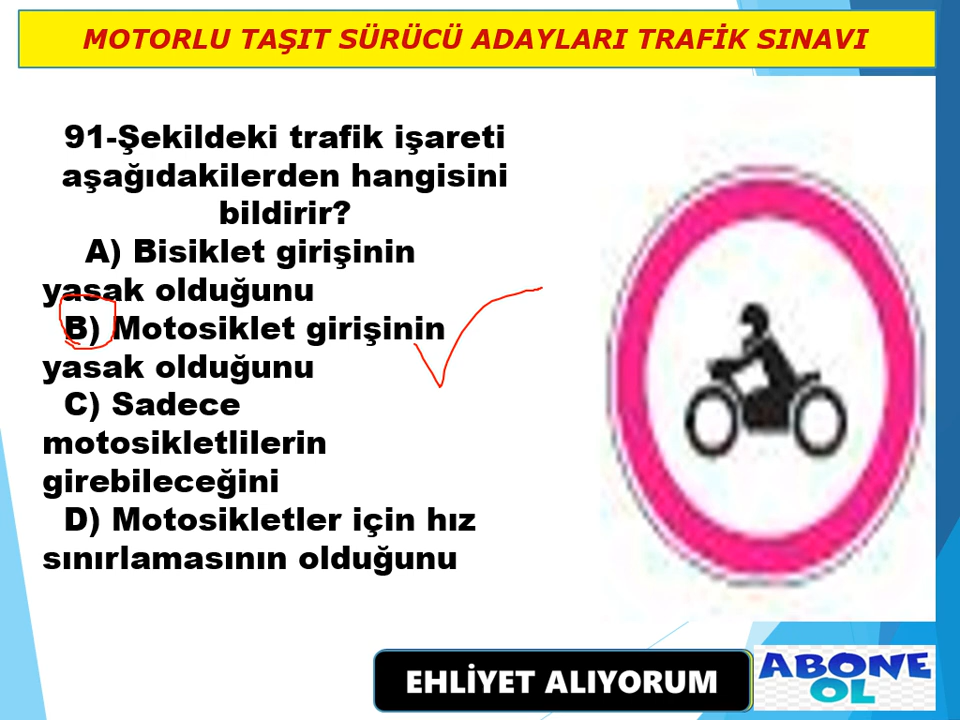 MOTORLU TAŞIT SÜRÜCÜ ADAYLARI TRAFİK SINAVI
91-Şekildeki trafik işareti
aşağıdakilerden hangisini
bildirir?
A) Bisiklet girişinin
yasak olduğunu
B) Motosiklet girişinin
yasak olduğunu
C) Sadece
motosikletlilerin
girebileceğini
D) Motosikletler için hız
sınırlamasının olduğunu
EHLİYET ALIYORUM
ABONE
OL